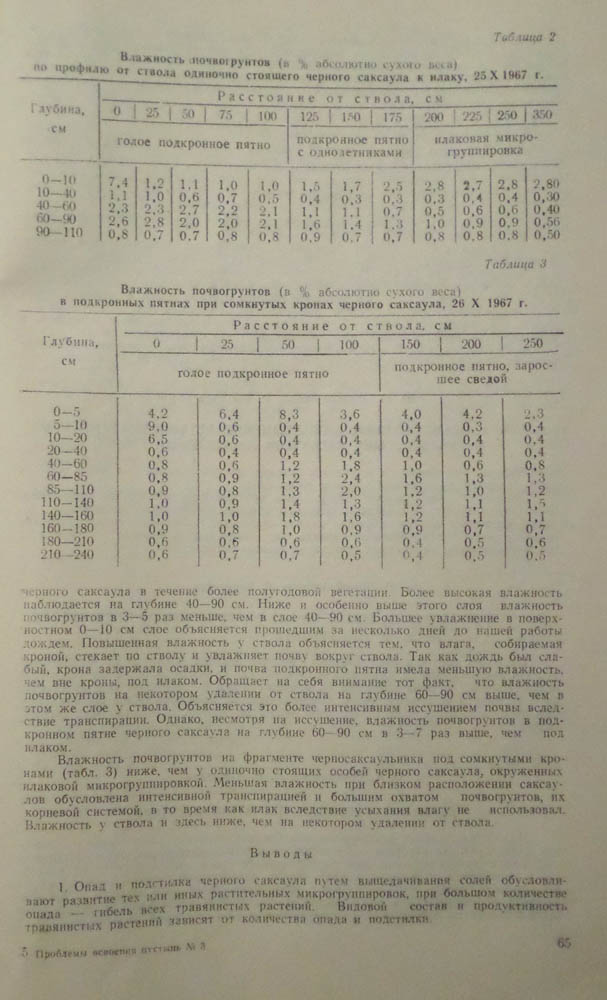 Таблица 2
Влажность почвогрунтов (в % абсолютно сухого веса)
по профилю от ствола одиночно стоящего черного саксаула к илаку, 25 X 1967 г.
Глубина, см | Расстояние от ствола, см
0 | 25 | 50 | 75 | 100 | 125 | 150 | 175 | 200 | 225 | 250 | 350
голое подкронное пятно | подкронное пятно с однолетниками | илаковая микрогруппировка
0—10 7,4 1,2 1,1 1,0 1,0 1,5 1,7 2,5 2,8 2,7 2,8 2,80
10—40 1,1 1,0 0,6 0,7 0,5 0,4 0,3 0,3 0,3 0,4 0,4 0,30
40—60 2,3 2,3 2,7 2,2 2,1 1,1 1,1 0,7 0,5 0,6 0,6 0,40
60—90 2,6 2,8 2,0 2,0 2,1 1,6 1,4 1,3 1,0 0,9 0,9 0,56
90—110 0,8 0,7 0,7 0,8 0,8 0,9 0,7 0,7 0,8 0,8 0,8 0,50
Таблица 3
Влажность почвогрунтов (в % абсолютно сухого веса)
в подкронных пятнах при сомкнутых кронах черного саксаула, 26 X 1967 г.
Глубина, см | Расстояние от ствола, см
0 | 25 | 50 | 100 | 150 | 200 | 250
голое подкронное пятно | подкронное пятно, заросшее сведой
0—5 4,2 6,4 8,3 3,6 4,0 4,2 2,3
5—10 9,0 0,6 0,4 0,4 0,4 0,3 0,4
10—20 6,5 0,6 0,4 0,4 0,4 0,4 0,4
20—40 0,6 0,4 0,4 0,4 0,4 0,4 0,4
40—60 0,8 0,6 1,2 1,8 1,0 0,6 0,8
60—85 0,8 0,9 1,2 2,4 1,6 1,3 1,3
85—110 0,9 0,8 1,3 2,0 1,2 1,0 1,2
110—140 1,0 0,9 1,4 1,3 1,2 1,1 1,5
140—160 1,0 1,0 1,8 1,6 1,2 1,1 1,1
160—180 0,9 0,8 1,0 0,9 0,9 0,7 0,7
180—210 0,6 0,6 0,6 0,6 0,4 0,5 0,6
210—240 0,6 0,7 0,7 0,5 0,4 0,5 0,5
черного саксаула в течение более полугодовой вегетации. Более высокая влажность
наблюдается на глубине 40—90 см. Ниже и особенно выше этого слоя влажность
почвогрунтов в 3—5 раз меньше, чем в слое 40—90 см. Большее увлажнение в поверх-
ностном 0—10 см слое объясняется прошедшим за несколько дней до нашей работы
дождем. Повышенная влажность у ствола объясняется тем, что влага, собираемая
кроной, стекает по стволу и увлажняет почву вокруг ствола. Так как дождь был сла-
бый, крона задержала осадки, и почва подкронного пятна имела меньшую влажность,
чем вне кроны, под илаком. Обращает на себя внимание тот факт, что влажность
почвогрунтов на некотором удалении от ствола на глубине 60—90 см выше, чем в
этом же слое у ствола. Объясняется это более интенсивным иссушением почвы вслед-
ствие транспирации. Однако, несмотря на иссушение, влажность почвогрунтов в под-
кронном пятне черного саксаула на глубине 60—90 см в 3—7 раз выше, чем под
илаком.
Влажность почвогрунтов на фрагменте черносаксаульника под сомкнутыми кро-
нами (табл. 3) ниже, чем у одиночно стоящих особей черного саксаула, окруженных
илаковой микрогруппировкой. Меньшая влажность при близком расположении саксау-
лов обусловлена интенсивной транспирацией и большим охватом почвогрунтов, их
корневой системой, в то время как илак вследствие усыхания влагу не использовал.
Влажность у ствола и здесь ниже, чем на некотором удалении от ствола.
Выводы
1. Опад и подстилка черного саксаула путем выщелачивания солей обусловли-
вают развитие тех или иных растительных микрогруппировок, при большом количестве
опада — гибель всех травянистых растений. Видовой состав и продуктивность
травянистых растений зависят от количества опада и подстилки.
5 Проблемы освоения пустынь № 3
65